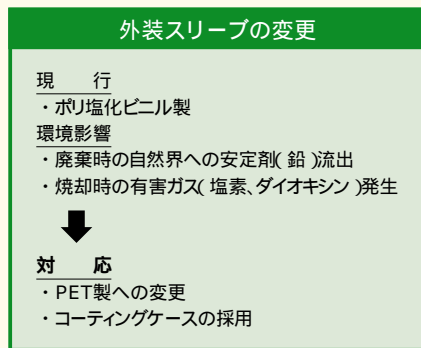 外装スリーブの変更
現　　行
・ポリ塩化ビニル製
環境影響
・廃棄時の自然界への安定剤(鉛)流出
・焼却時の有害ガス(塩素、ダイオキシン)発生
対　　応
・PET製への変更
・コーティングケースの採用